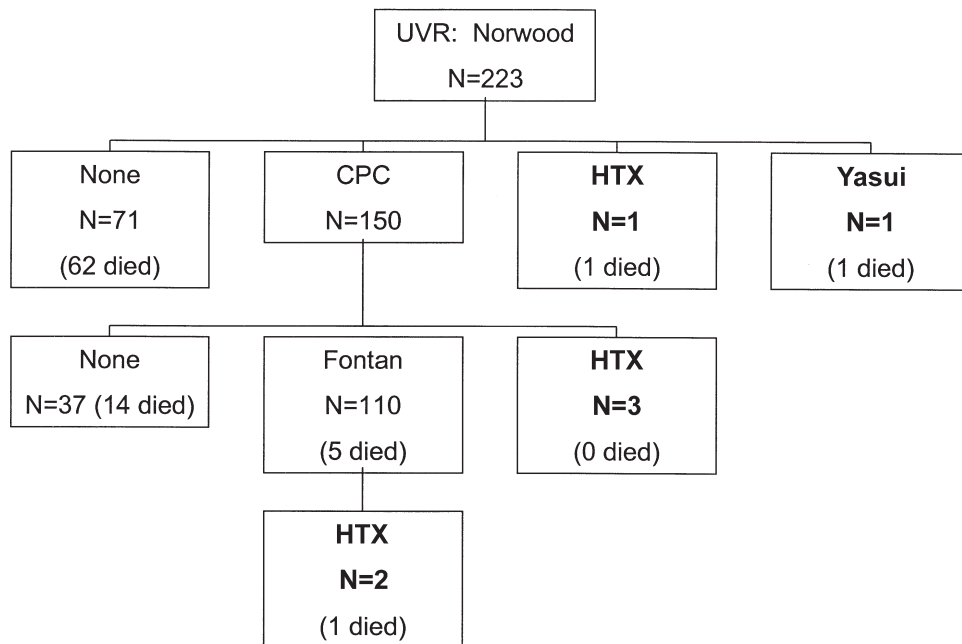 UVR: Norwood
N=223
None
N=71
(62 died)
CPC
N=150
HTX
N=1
(1 died)
Yasui
N=1
(1 died)
None
N=37 (14 died)
Fontan
N=110
(5 died)
HTX
N=3
(0 died)
HTX
N=2
(1 died)